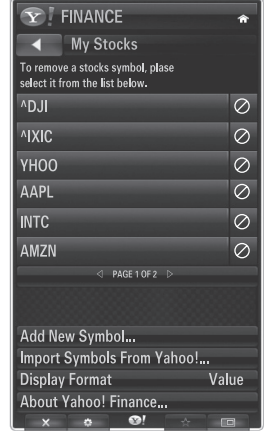 Y! FINANCE
My Stocks
To remove a stocks symbol, plase
select it from the list below.
^DJI
^IXIC
YHOO
AAPL
INTC
AMZN
PAGE 1 OF 2
Add New Symbol...
Import Symbols From Yahoo!...
Display Format Value
About Yahoo! Finance...
Y!